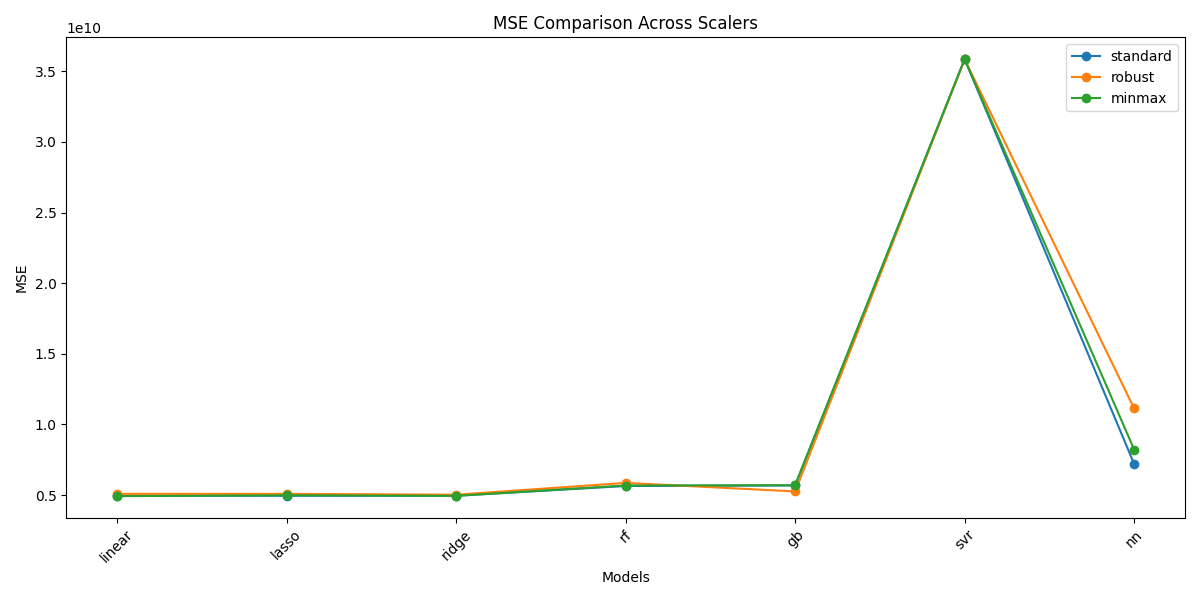 MSE Comparison Across Scalers
1e10
standard
robust
minmax
3.5
3.0
2.5
2.0
1.5
1.0
0.5
MSE
linear
lasso
ridge
rf
gb
svr
nn
Models